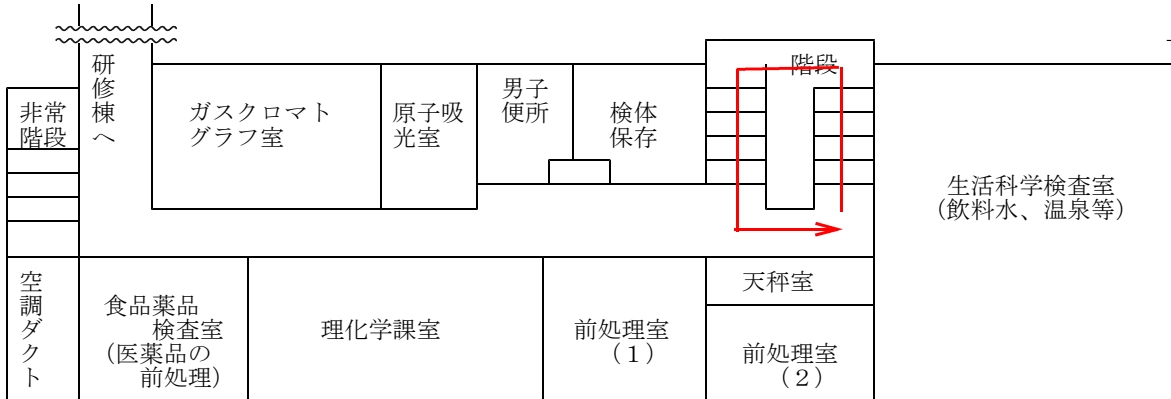 研修棟へ
非常
階段
ガスクロマト
グラフ室
原子吸
光室
男子
便所
検体
保存
階段
生活科学検査室
(飲料水、温泉等)
空調ダクト
食品薬品
検査室
(医薬品の
前処理)
理化学課室
前処理室
(１)
天秤室
前処理室
(２)